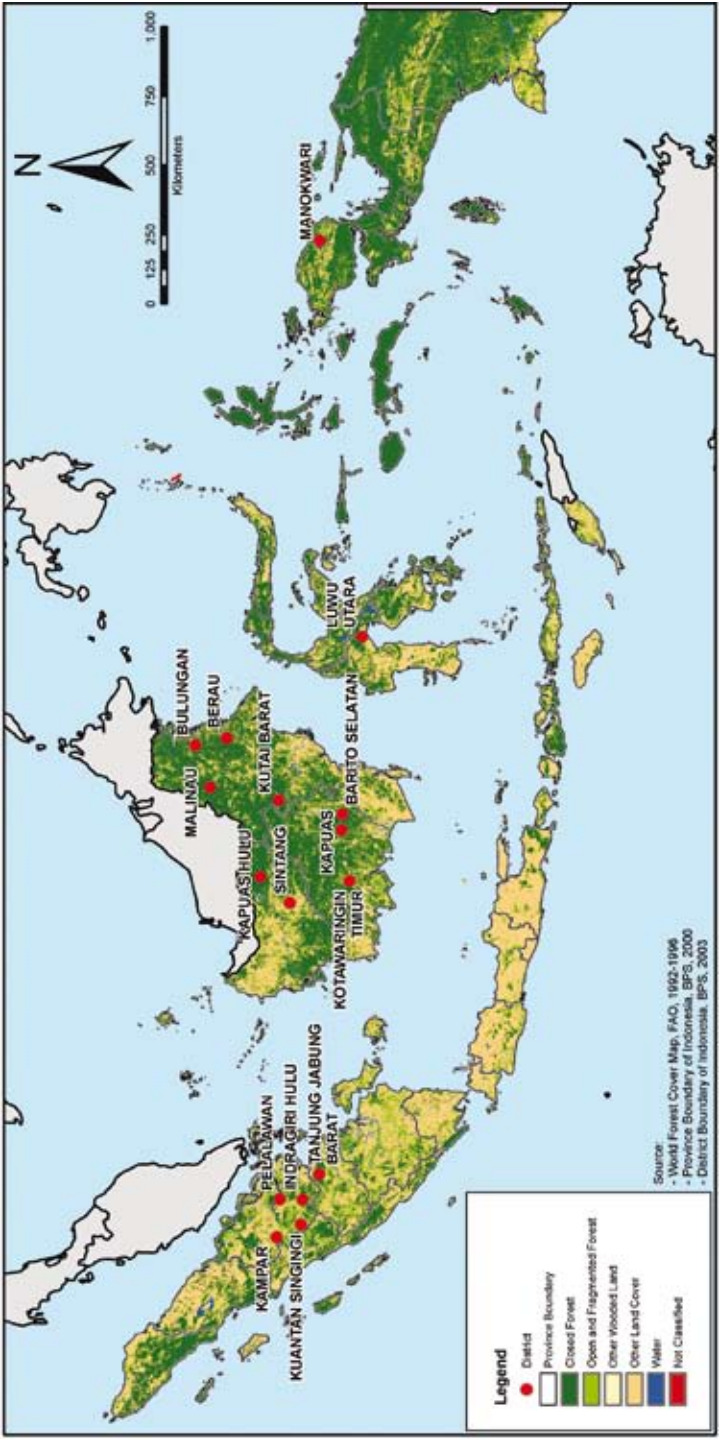 N
0 125 250 500 750 1.000
Kilometers
MANOKWARI
BULUNGAN
BERAU
MALINAU
KUTAI BARAT
LUWU
UTARA
KAPUAS HULU
SINTANG
BARITO SELATAN
KAPUAS
KOTAWARINGIN
TIMUR
PELALAWAN
INDRAGIRI HULU
TANJUNG JABUNG
BARAT
KAMPAR
KUANTAN SINGINGI
Legend
District
Province Boundary
Closed Forest
Open and Fragmented Forest
Other Wooded Land
Other Land Cover
Water
Not Classified
Source:
- World Forest Cover Map, FAO, 1992-1996
- Province Boundary of Indonesia, BPS, 2000
- District Boundary of Indonesia, BPS, 2003